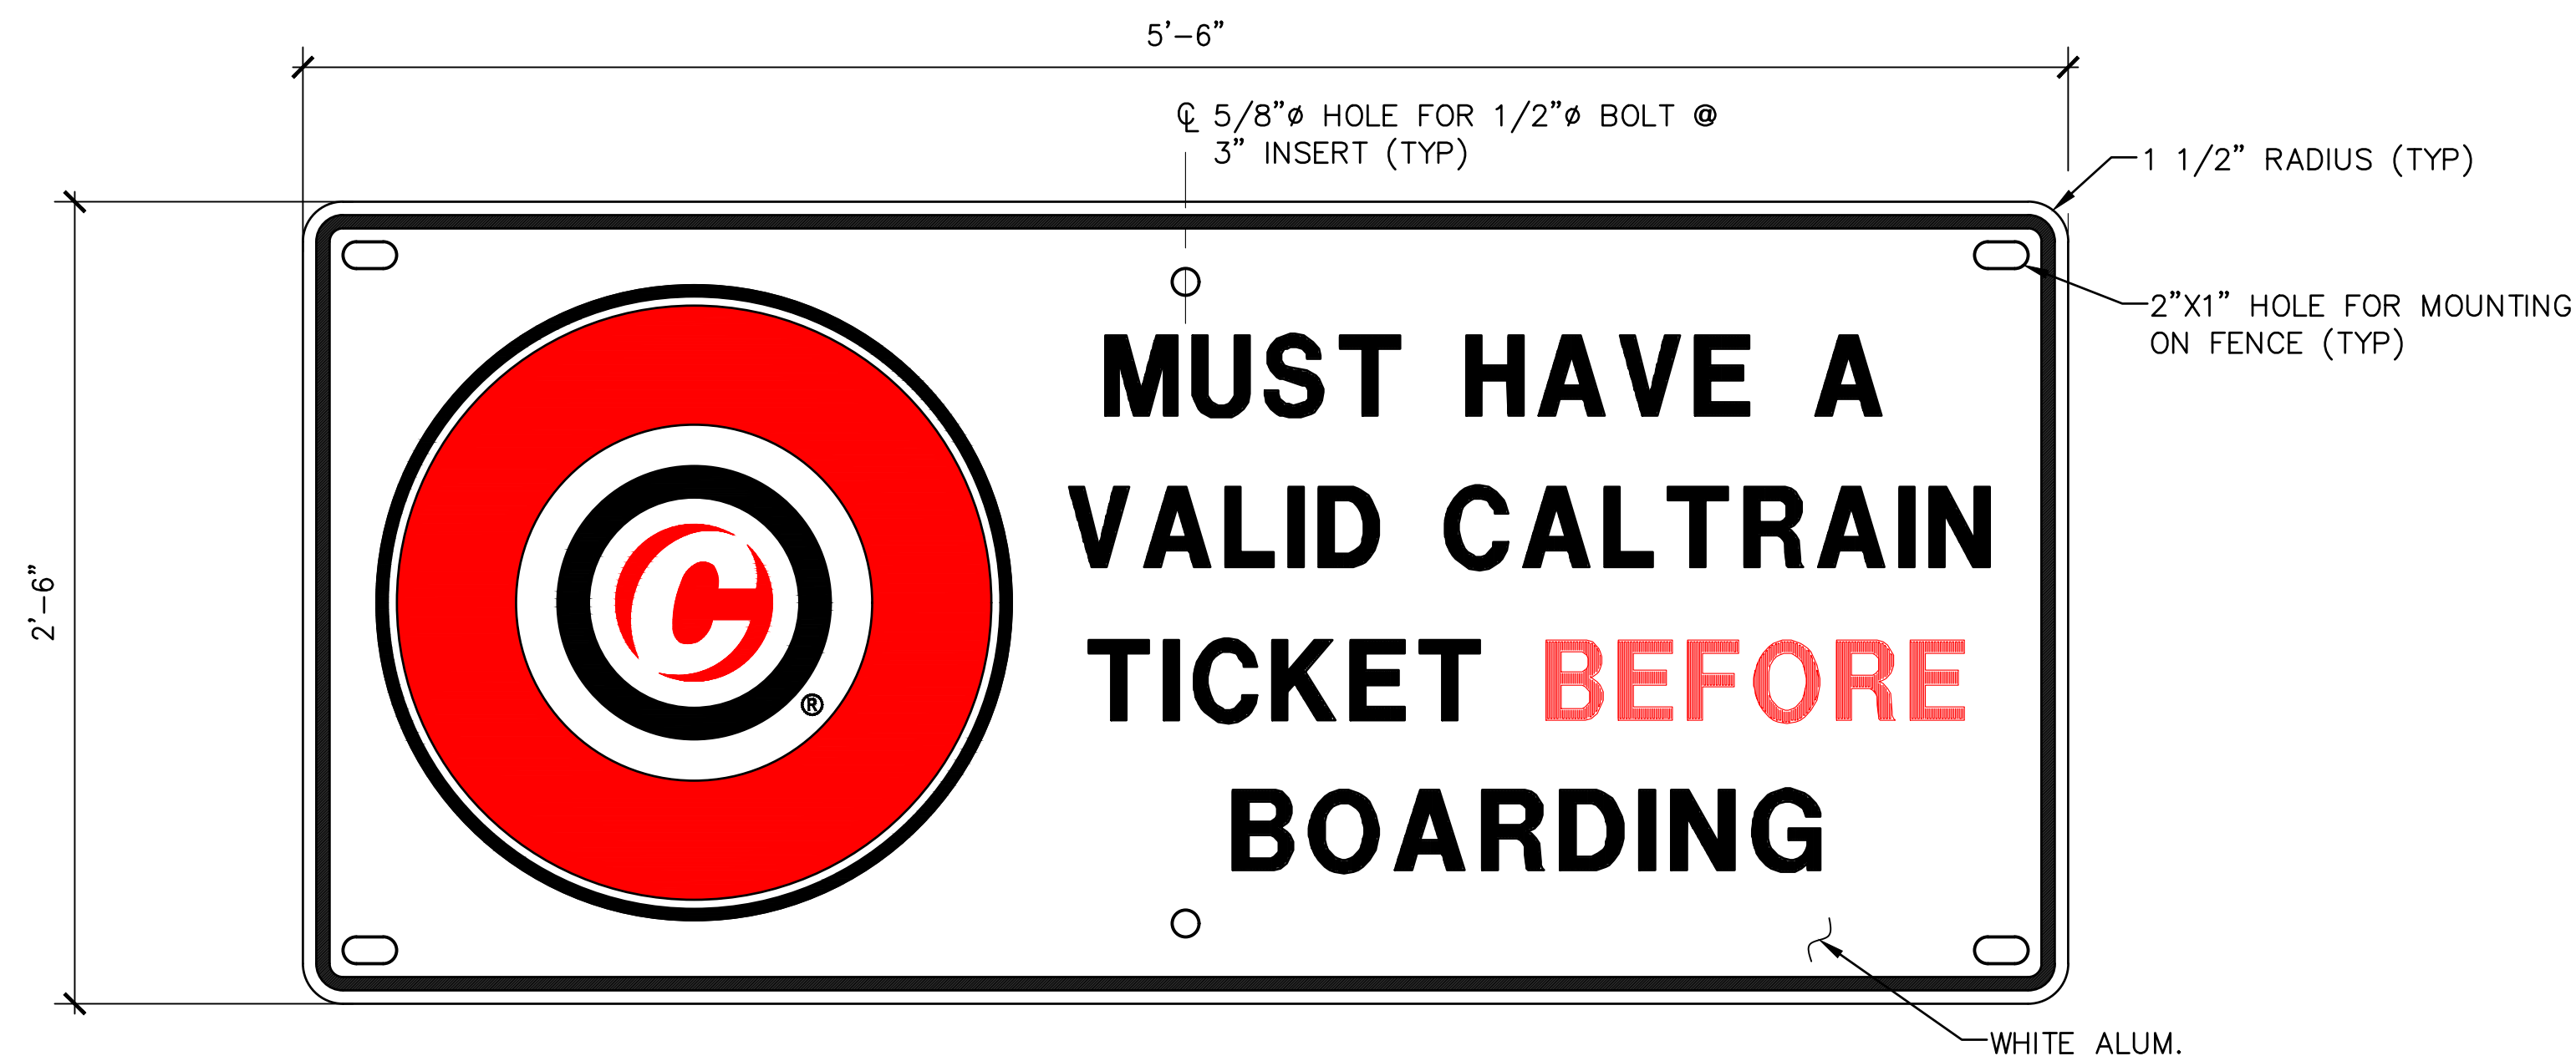 5'-6"
℄ 5/8"ø HOLE FOR 1/2"ø BOLT @
3" INSERT (TYP)
1 1/2" RADIUS (TYP)
2"X1" HOLE FOR MOUNTING
ON FENCE (TYP)
2'-6"
MUST HAVE A
VALID CALTRAIN
TICKET BEFORE
BOARDING
C
®
WHITE ALUM.